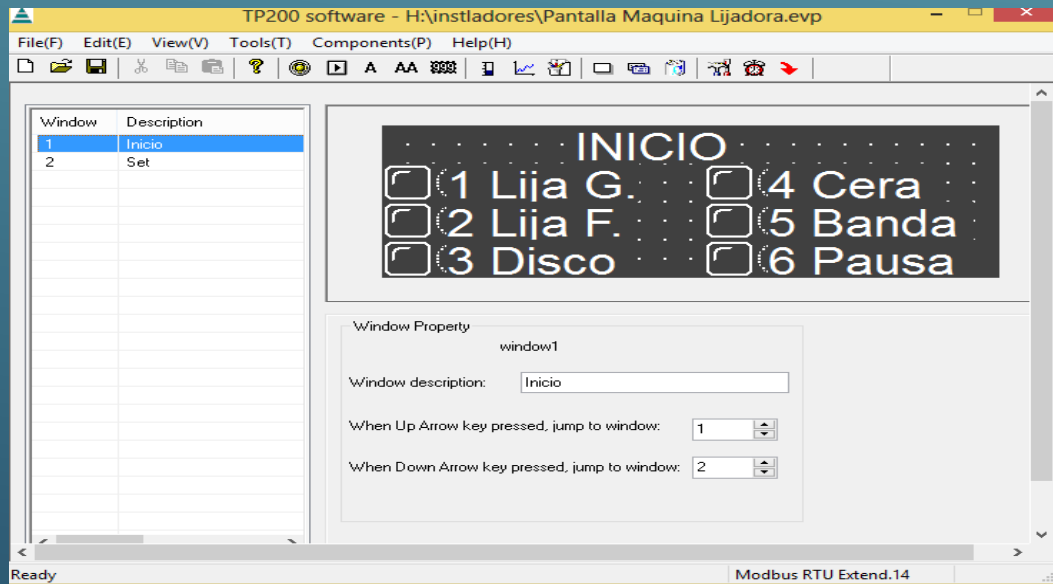 TP200 software - H:\instladores\Pantalla Maquina Lijadora.evp
File(F) Edit(E) View(V) Tools(T) Components(P) Help(H)
A AA
Window Description
1 Inicio
2 Set
INICIO
1 Lija G. 4 Cera
2 Lija F. 5 Banda
3 Disco 6 Pausa
Window Property
window1
Window description: Inicio
When Up Arrow key pressed, jump to window: 1
When Down Arrow key pressed, jump to window: 2
Ready Modbus RTU Extend.14